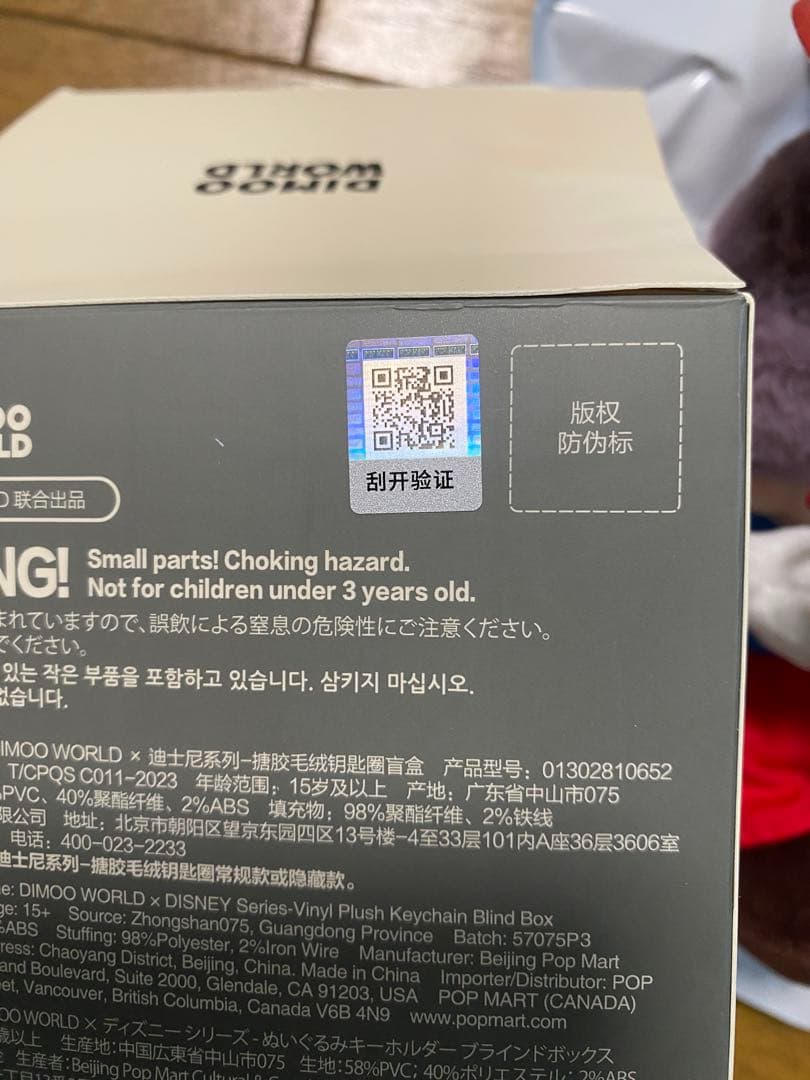 DIMOO
WORLD
POP MART POP MART POP MART
刮开验证
版权
防伪标
联合出品
Small parts! Choking hazard.
Not for children under 3 years old.
まれていますので、誤飲による窒息の危険性にご注意ください。
でください。
있는 작은 부품을 포함하고 있습니다. 삼키지 마십시오.
없습니다.
DIMOO WORLD × 迪士尼系列-搪胶毛绒钥匙圈盲盒 产品型号：01302810652
T/CPQS C011-2023 年龄范围：15岁及以上 产地：广东省中山市075
PVC、40%聚酯纤维、2%ABS 填充物：98%聚酯纤维、2%铁线
限公司 地址：北京市朝阳区望京东园四区13号楼-4至33层101内A座36层3606室
电话：400-023-2233
迪士尼系列-搪胶毛绒钥匙圈常规款或隐藏款。
DIMOO WORLD × DISNEY Series-Vinyl Plush Keychain Blind Box
15+ Source: Zhongshan075, Guangdong Province Batch: 57075P3
ABS Stuffing: 98%Polyester, 2%Iron Wire Manufacturer: Beijing Pop Mart
Chaoyang District, Beijing, China. Made in China Importer/Distributor: POP
and Boulevard, Suite 2000, Glendale, CA 91203, USA POP MART (CANADA)
Vancouver, British Columbia, Canada V6B 4N9 www.popmart.com
WORLD × ディズニー シリーズ - ぬいぐるみキーホルダー ブラインドボックス
以上 生産地:中国広東省中山市075 生地:58%PVC; 40%ポリエステル; 2%ABS
生産者:Beijing Pop Mart Cultural &